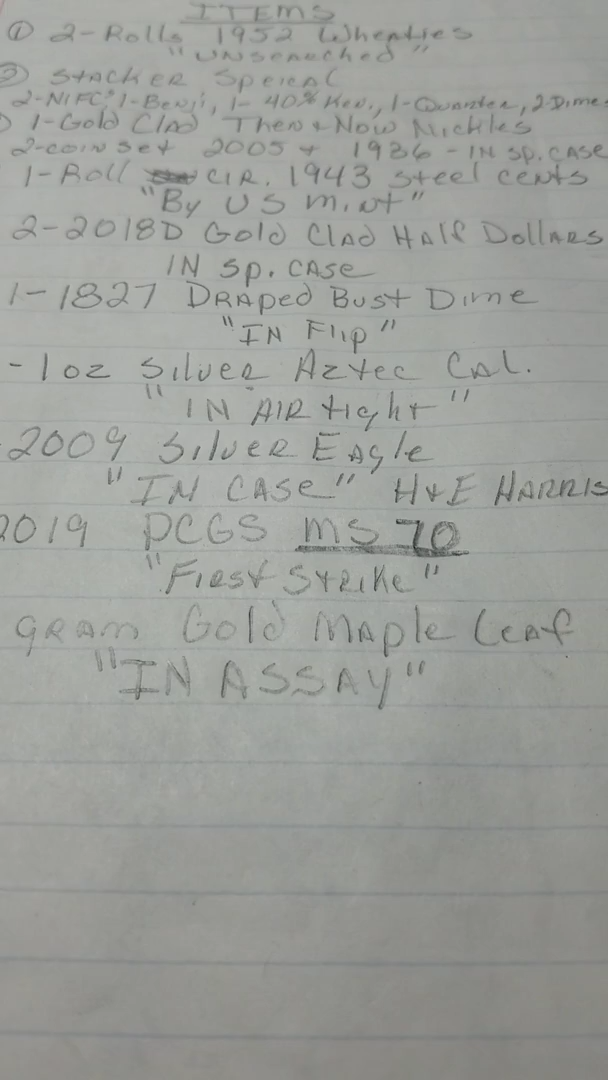 ITEMS
① 2-Rolls 1952 Wheaties
"UNSearched"
② STACKER SpeicAL
2-NIFC, 1-Benji, 1-40% Ken., 1-Quarter, 2-Dimes
1-Gold Clad Then & Now Nickles
2-coin set 2005 & 1936 - IN Sp. CASE
1-Roll CIR. 1943 Steel cents
"By US Mint"
2-2018D Gold Clad Half Dollars
IN Sp. CASE
1-1827 DRAped Bust Dime
"IN Flip"
-1oz Silver Aztec CAL.
"IN AIR tight"
2009 Silver EAgle
"IN CASE" H&E HARRIS
2019 PCGS MS 70
"First Strike"
gRAm Gold MAple LeAf
"IN ASSAY"